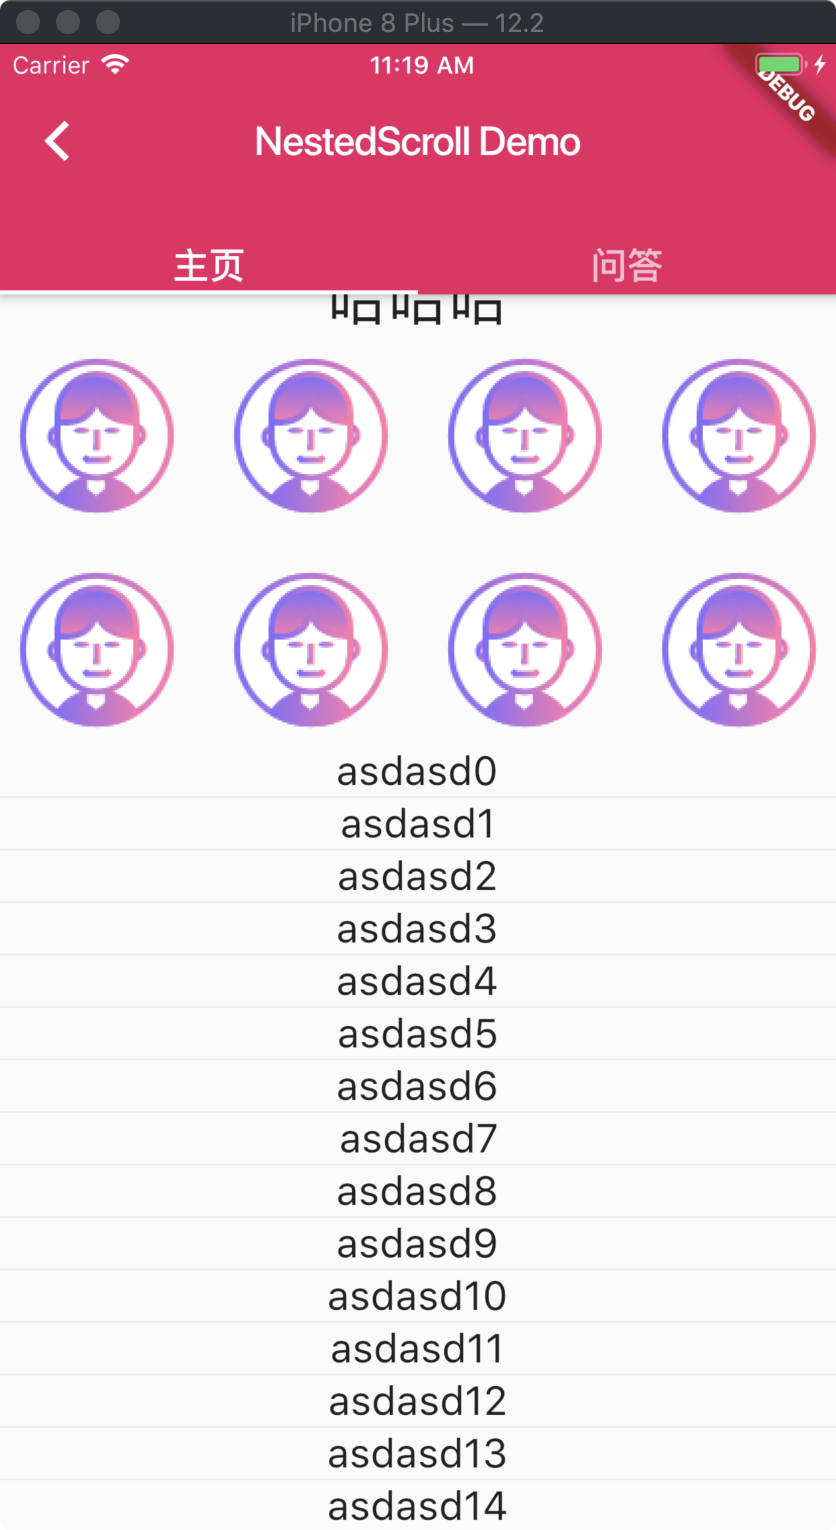 iPhone 8 Plus — 12.2
Carrier 11:19 AM
DEBUG
NestedScroll Demo
主页 问答
asdasd0
asdasd1
asdasd2
asdasd3
asdasd4
asdasd5
asdasd6
asdasd7
asdasd8
asdasd9
asdasd10
asdasd11
asdasd12
asdasd13
asdasd14